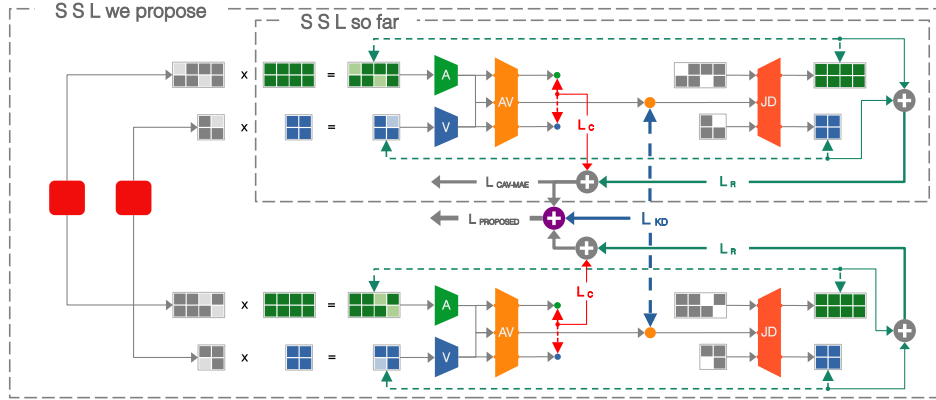 S S L we propose
S S L so far
x = A AV JD
x = V
L C
L CAV-MAE
L R
L PROPOSED
L KD
L R
L C
x = A AV JD
x = V